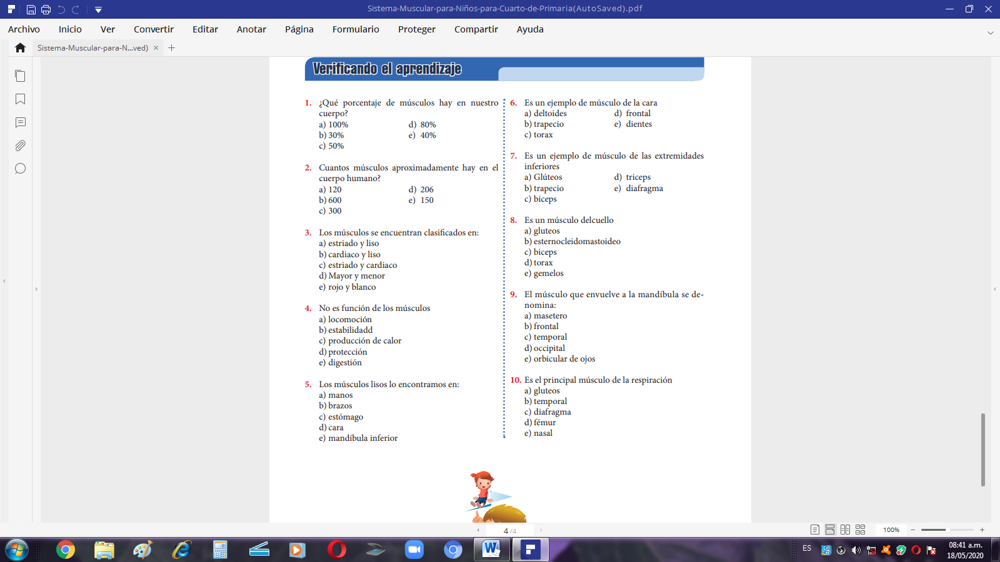 Sistema-Muscular-para-Niños-para-Cuarto-de-Primaria(AutoSaved).pdf
Archivo Inicio Ver Convertir Editar Anotar Página Formulario Proteger Compartir Ayuda
Sistema-Muscular-para-N...ved)
Verificando el aprendizaje
1. ¿Qué porcentaje de músculos hay en nuestro
cuerpo?
a) 100% d) 80%
b) 30% e) 40%
c) 50%
2. Cuantos músculos aproximadamente hay en el
cuerpo humano?
a) 120 d) 206
b) 600 e) 150
c) 300
3. Los músculos se encuentran clasificados en:
a) estriado y liso
b) cardiaco y liso
c) estriado y cardiaco
d) Mayor y menor
e) rojo y blanco
4. No es función de los músculos
a) locomoción
b) estabilidadd
c) producción de calor
d) protección
e) digestión
5. Los músculos lisos lo encontramos en:
a) manos
b) brazos
c) estómago
d) cara
e) mandíbula inferior
6. Es un ejemplo de músculo de la cara
a) deltoides d) frontal
b) trapecio e) dientes
c) torax
7. Es un ejemplo de músculo de las extremidades
inferiores
a) Glúteos d) triceps
b) trapecio e) diafragma
c) biceps
8. Es un músculo delcuello
a) gluteos
b) esternocleidomastoideo
c) biceps
d) torax
e) gemelos
9. El músculo que envuelve a la mandíbula se de-
nomina:
a) masetero
b) frontal
c) temporal
d) occipital
e) orbicular de ojos
10. Es el principal músculo de la respiración
a) gluteos
b) temporal
c) diafragma
d) fémur
e) nasal
4 /4
100%
ES
08:41 a.m.
18/05/2020